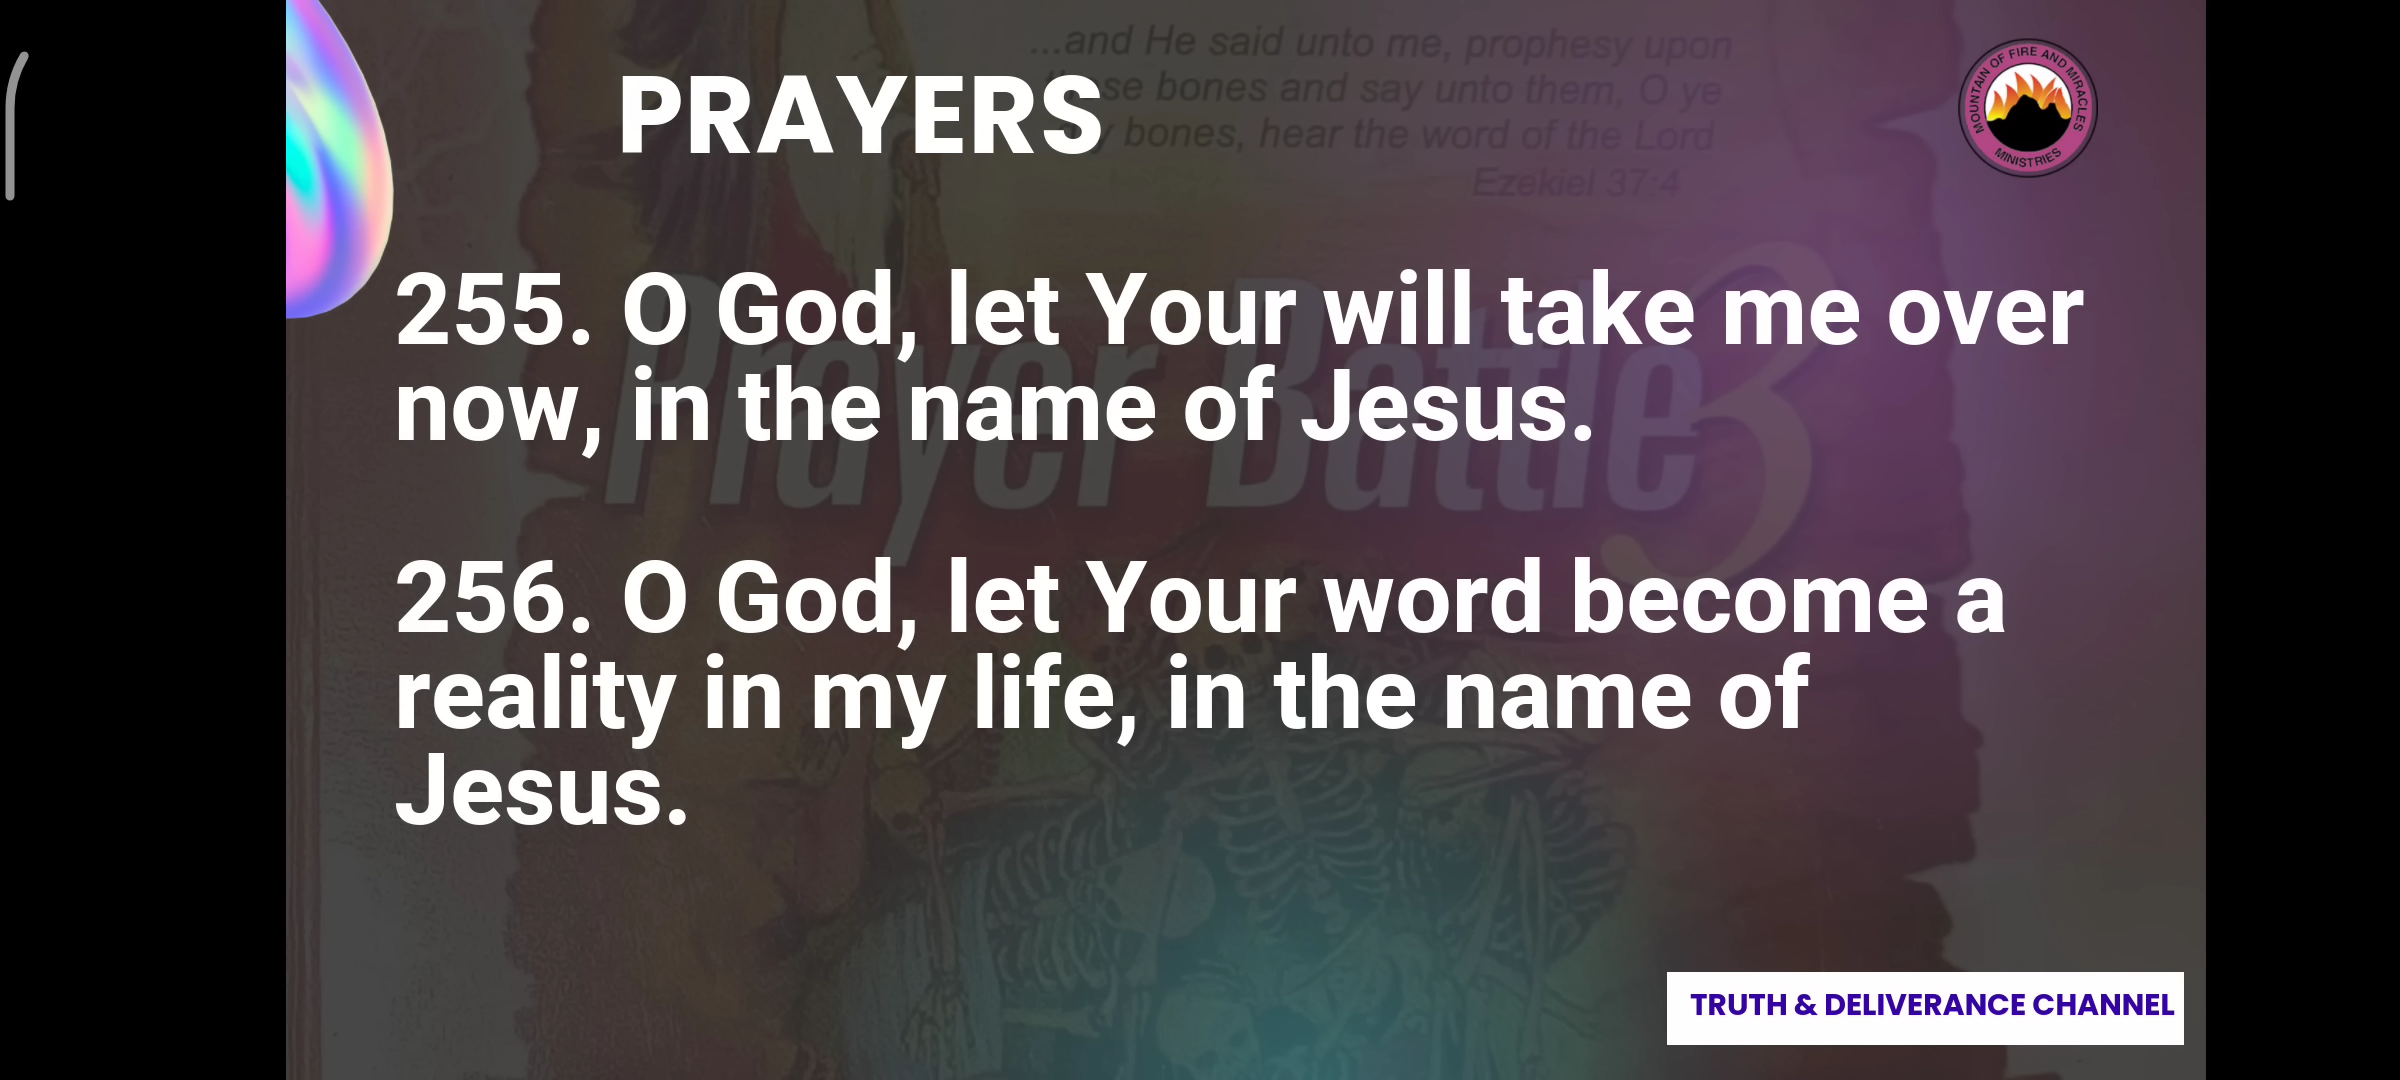 ...and He said unto me, prophesy upon
bones and say unto them, O ye
bones, hear the word of the Lord
Ezekiel 37:4
PRAYERS
MOUNTAIN OF FIRE AND MIRACLES
MINISTRIES
Prayer Battle 3
255. O God, let Your will take me over
now, in the name of Jesus.
256. O God, let Your word become a
reality in my life, in the name of
Jesus.
TRUTH & DELIVERANCE CHANNEL